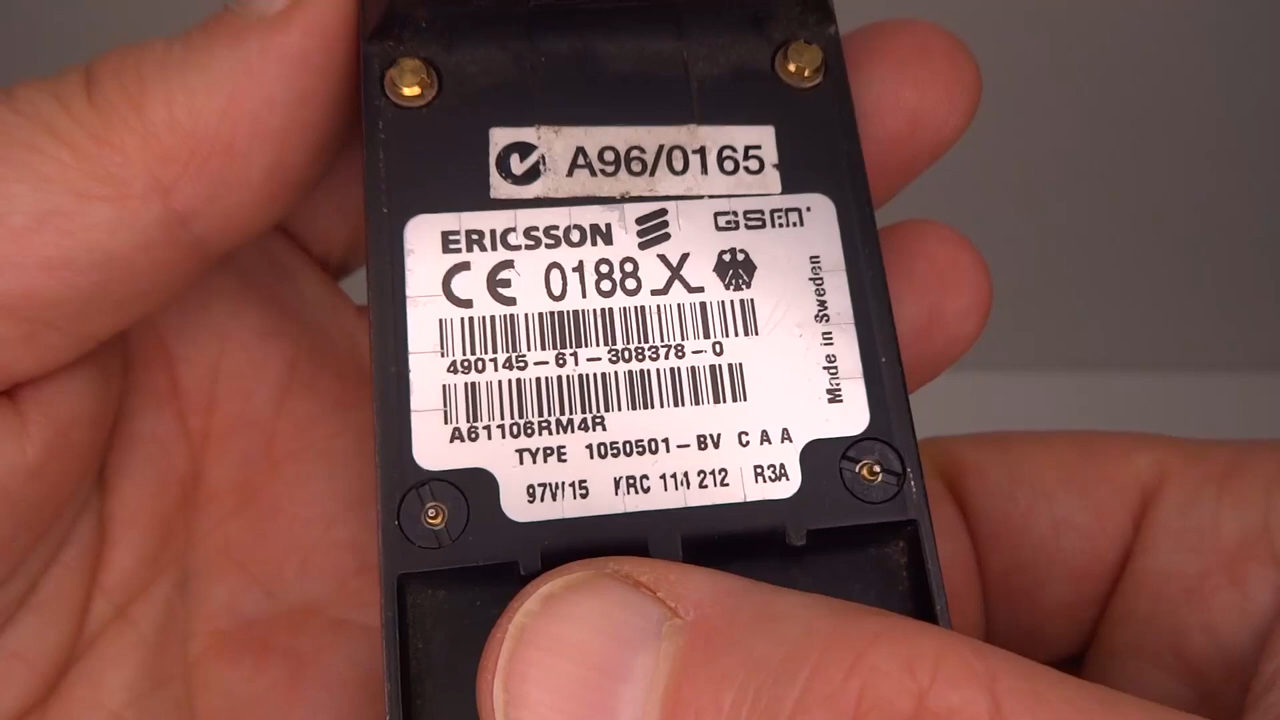 A96/0165
ERICSSON GSM
CE 0188 X
490145-61-308378-0
A61106RM4R
TYPE 1050501-BV C A A
97W15 KRC 114 212 R3A
Made in Sweden